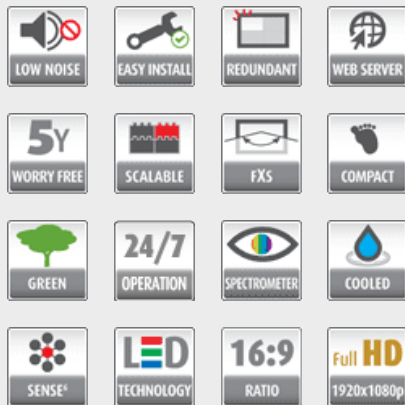 LOW NOISE
EASY INSTALL
REDUNDANT
WEB SERVER
5Y
WORRY FREE
SCALABLE
FXS
COMPACT
GREEN
24/7
OPERATION
SPECTROMETER
COOLED
SENSE⁶
LED
TECHNOLOGY
16:9
RATIO
Full HD
1920x1080p